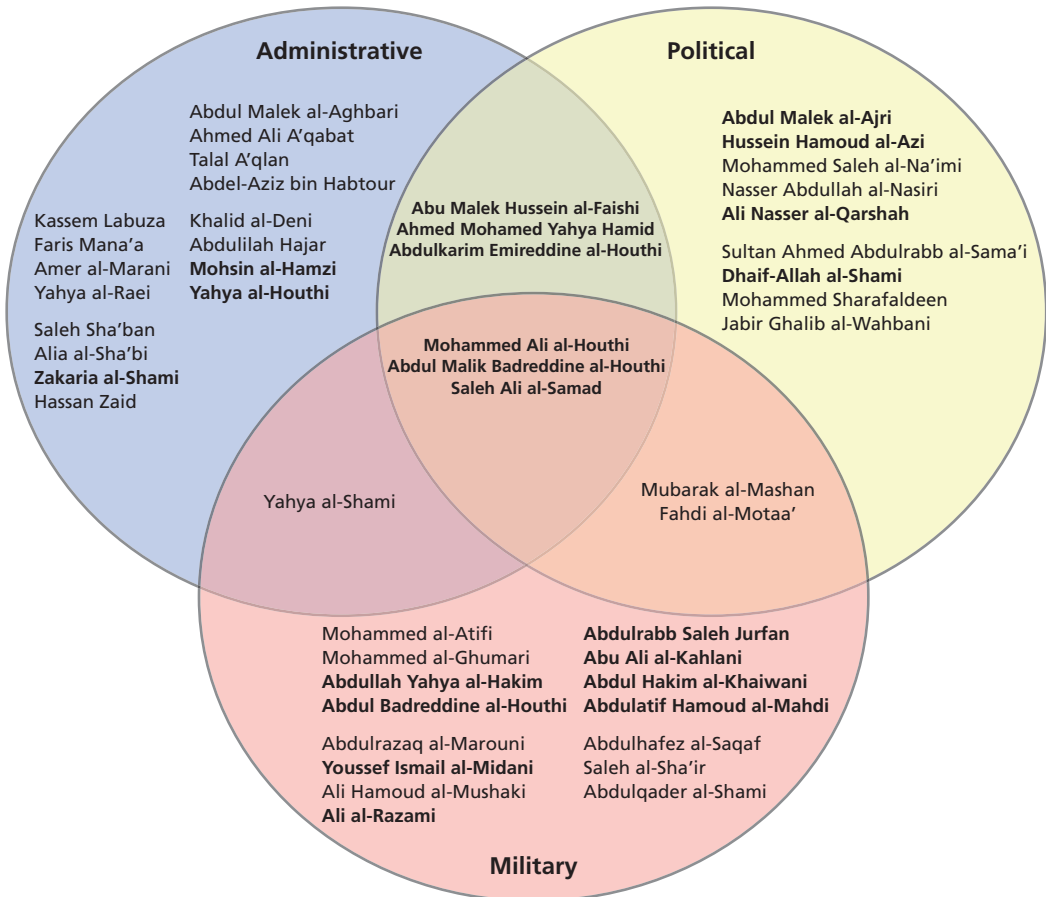 Administrative
Political
Abdul Malek al-Aghbari
Ahmed Ali A’qabat
Talal A’qlan
Abdel-Aziz bin Habtour
Kassem Labuza
Faris Mana’a
Amer al-Marani
Yahya al-Raei
Khalid al-Deni
Abdulilah Hajar
Mohsin al-Hamzi
Yahya al-Houthi
Saleh Sha’ban
Alia al-Sha’bi
Zakaria al-Shami
Hassan Zaid
Abu Malek Hussein al-Faishi
Ahmed Mohamed Yahya Hamid
Abdulkarim Emireddine al-Houthi
Abdul Malek al-Ajri
Hussein Hamoud al-Azi
Mohammed Saleh al-Na’imi
Nasser Abdullah al-Nasiri
Ali Nasser al-Qarshah
Sultan Ahmed Abdulrabb al-Sama’i
Dhaif-Allah al-Shami
Mohammed Sharafaldeen
Jabir Ghalib al-Wahbani
Mohammed Ali al-Houthi
Abdul Malik Badreddine al-Houthi
Saleh Ali al-Samad
Yahya al-Shami
Mubarak al-Mashan
Fahdi al-Motaa’
Mohammed al-Atifi
Mohammed al-Ghumari
Abdullah Yahya al-Hakim
Abdul Badreddine al-Houthi
Abdulrazaq al-Marouni
Youssef Ismail al-Midani
Ali Hamoud al-Mushaki
Ali al-Razami
Abdulrabb Saleh Jurfan
Abu Ali al-Kahlani
Abdul Hakim al-Khaiwani
Abdulatif Hamoud al-Mahdi
Abdulhafez al-Saqaf
Saleh al-Sha’ir
Abdulqader al-Shami
Military